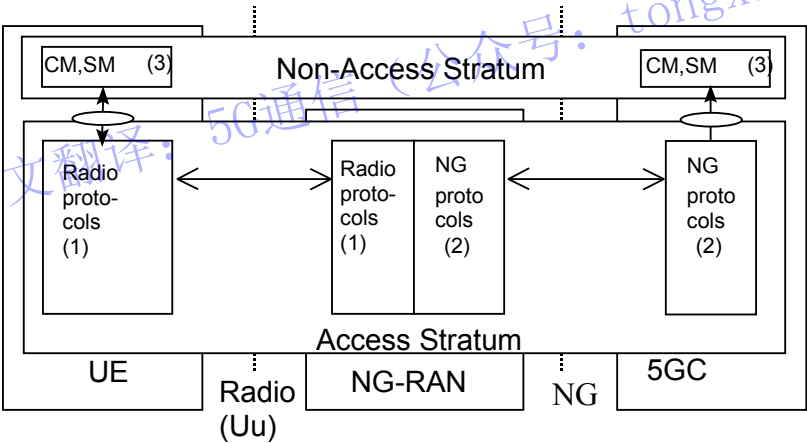 CM,SM (3)
Non-Access Stratum
CM,SM (3)
文翻译：5G通信（公众号：
Radio
proto-
cols
(1)
Radio
proto-
cols
(1)
NG
proto
cols
(2)
NG
proto
cols
(2)
Access Stratum
UE
Radio
(Uu)
NG-RAN
NG
5GC